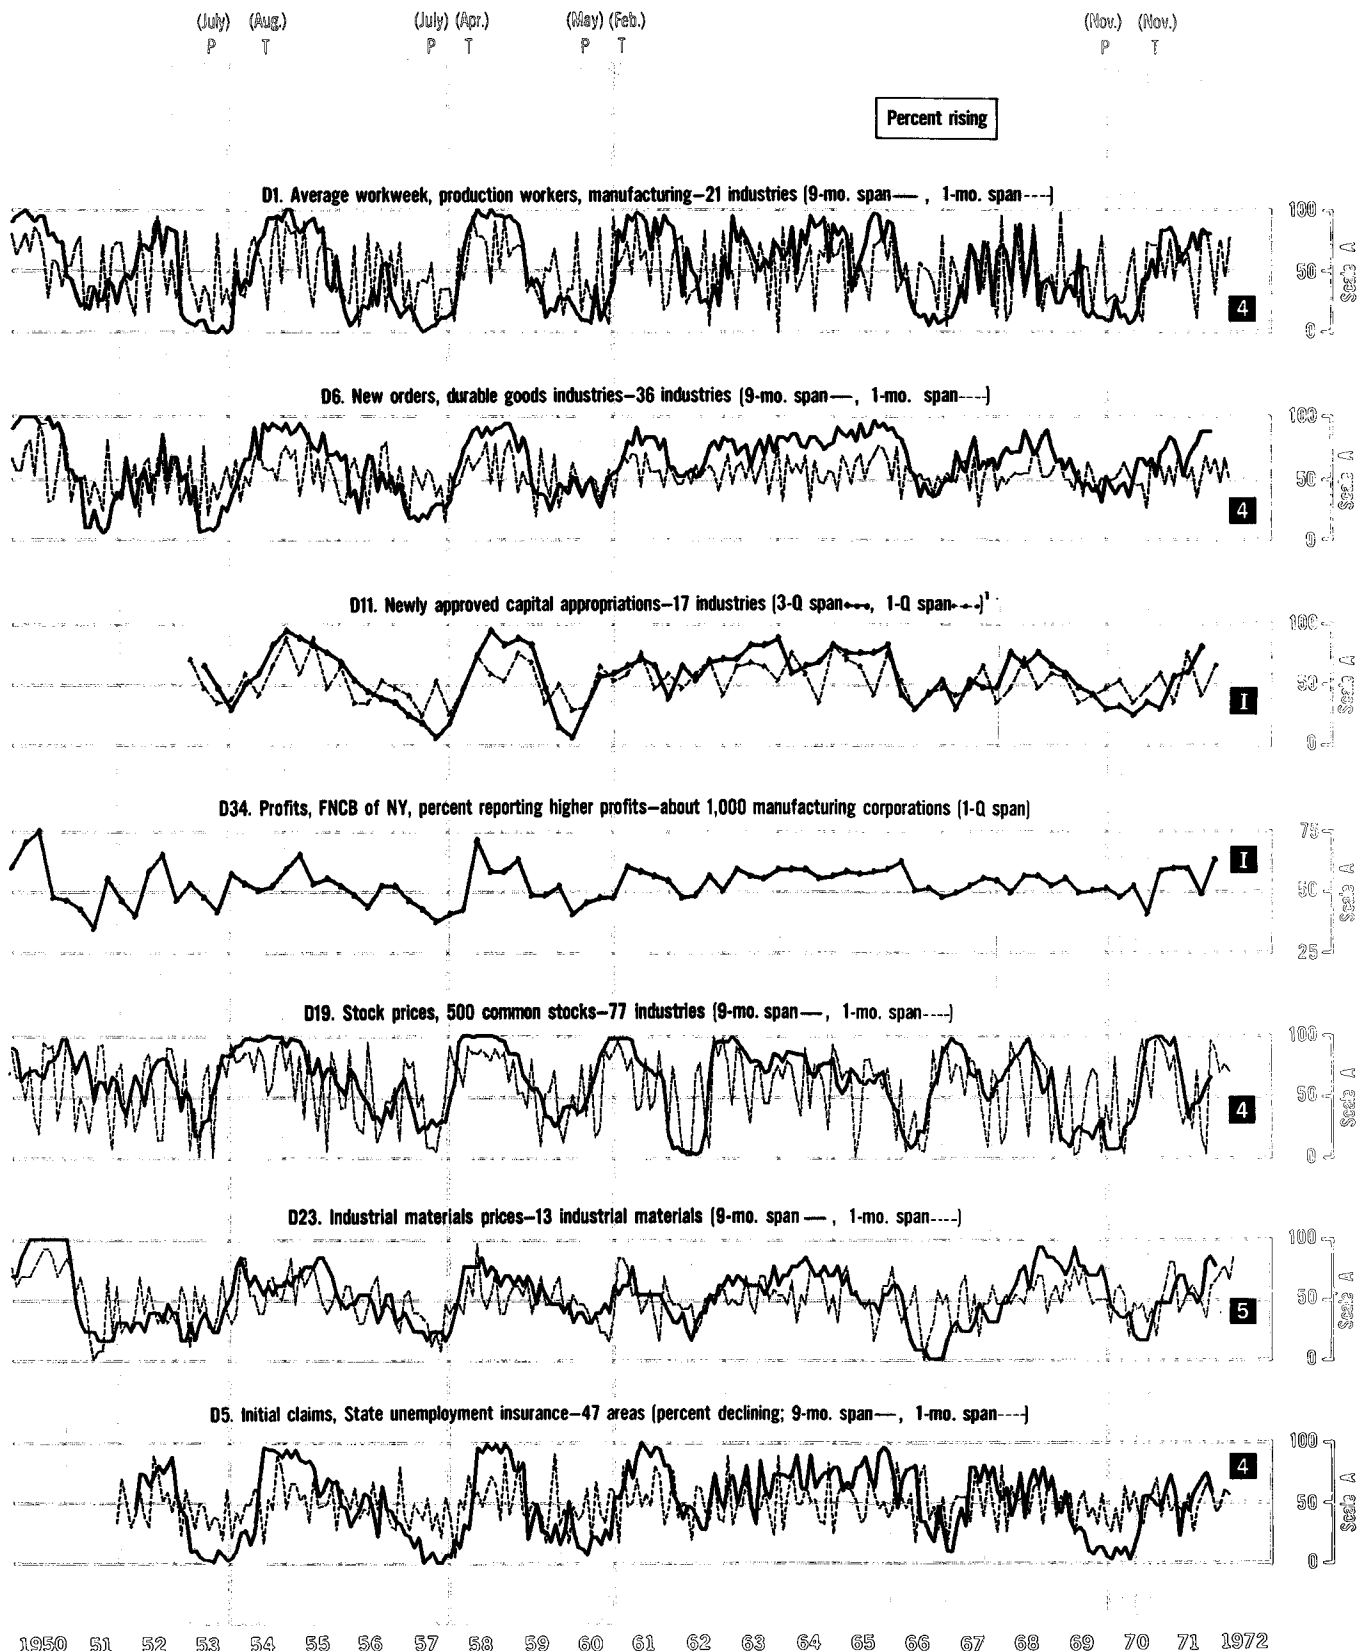 (July) (Aug.) (July) (Apr.) (May) (Feb.) (Nov.) (Nov.)
P T P T P T P T
Percent rising
D1. Average workweek, production workers, manufacturing—21 industries (9-mo. span — , 1-mo. span ----)
100
50
0
Scale A
4
D6. New orders, durable goods industries—36 industries (9-mo. span —, 1-mo. span ----)
100
50
0
Scale A
4
D11. Newly approved capital appropriations—17 industries (3-Q span •••, 1-Q span •--•)¹
100
50
0
Scale A
I
D34. Profits, FNCB of NY, percent reporting higher profits—about 1,000 manufacturing corporations (1-Q span)
75
I
50
25
Scale A
D19. Stock prices, 500 common stocks—77 industries (9-mo. span —, 1-mo. span ----)
100
50
0
Scale A
4
D23. Industrial materials prices—13 industrial materials (9-mo. span — , 1-mo. span ----)
100
50
0
Scale A
5
D5. Initial claims, State unemployment insurance—47 areas (percent declining; 9-mo. span —, 1-mo. span ----)
100
4
50
0
Scale A
1950 51 52 53 54 55 56 57 58 59 60 61 62 63 64 65 66 67 68 69 70 71 1972